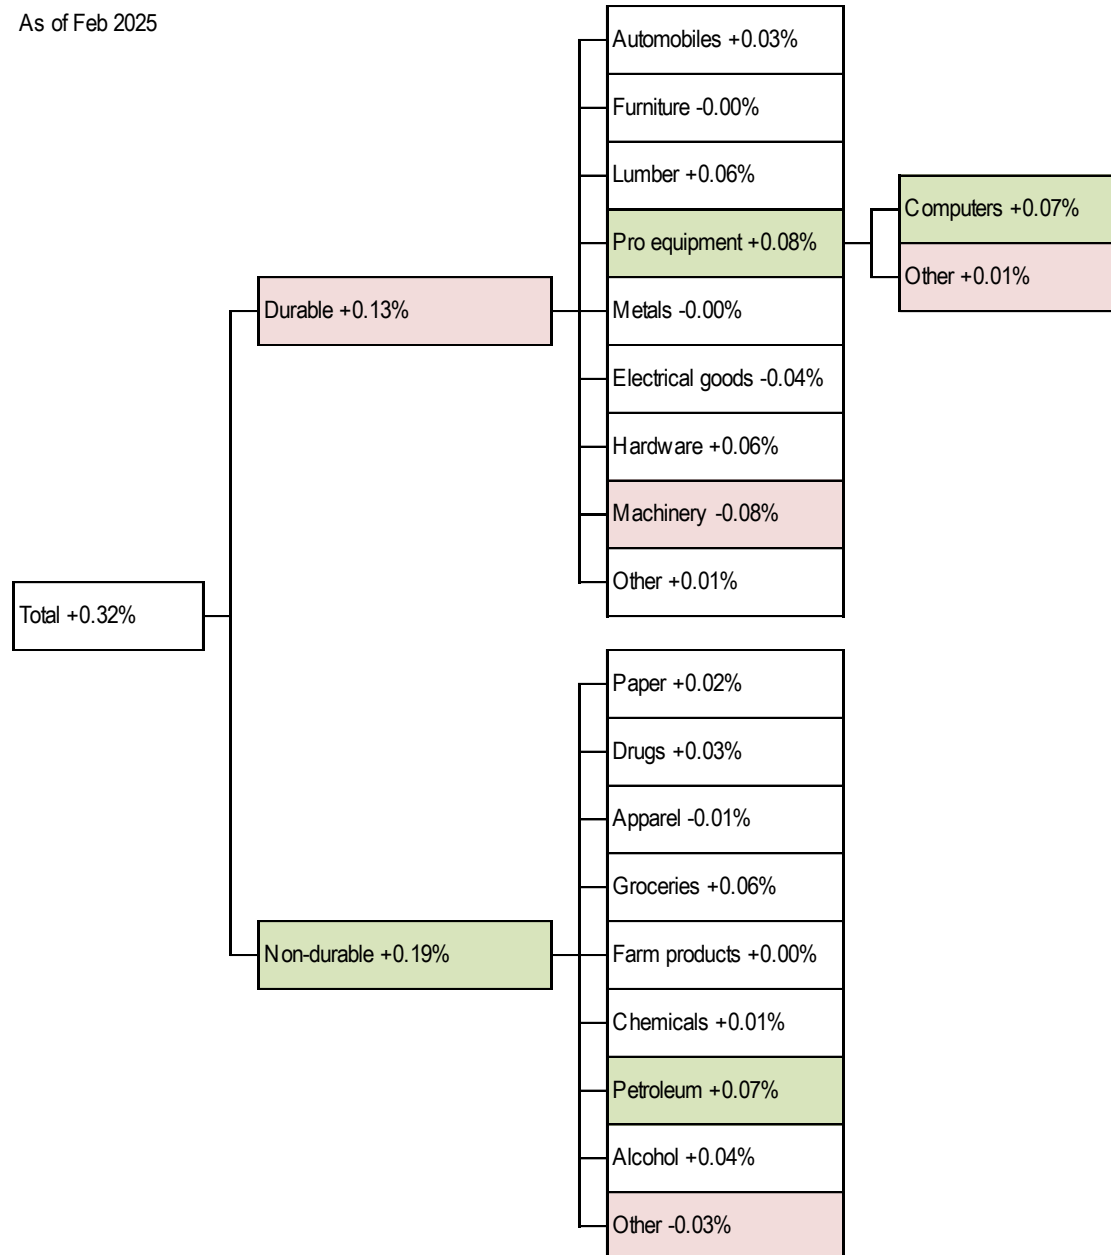 As of Feb 2025
Total +0.32%
Durable +0.13%
Automobiles +0.03%
Furniture -0.00%
Lumber +0.06%
Pro equipment +0.08%
Computers +0.07%
Other +0.01%
Metals -0.00%
Electrical goods -0.04%
Hardware +0.06%
Machinery -0.08%
Other +0.01%
Non-durable +0.19%
Paper +0.02%
Drugs +0.03%
Apparel -0.01%
Groceries +0.06%
Farm products +0.00%
Chemicals +0.01%
Petroleum +0.07%
Alcohol +0.04%
Other -0.03%